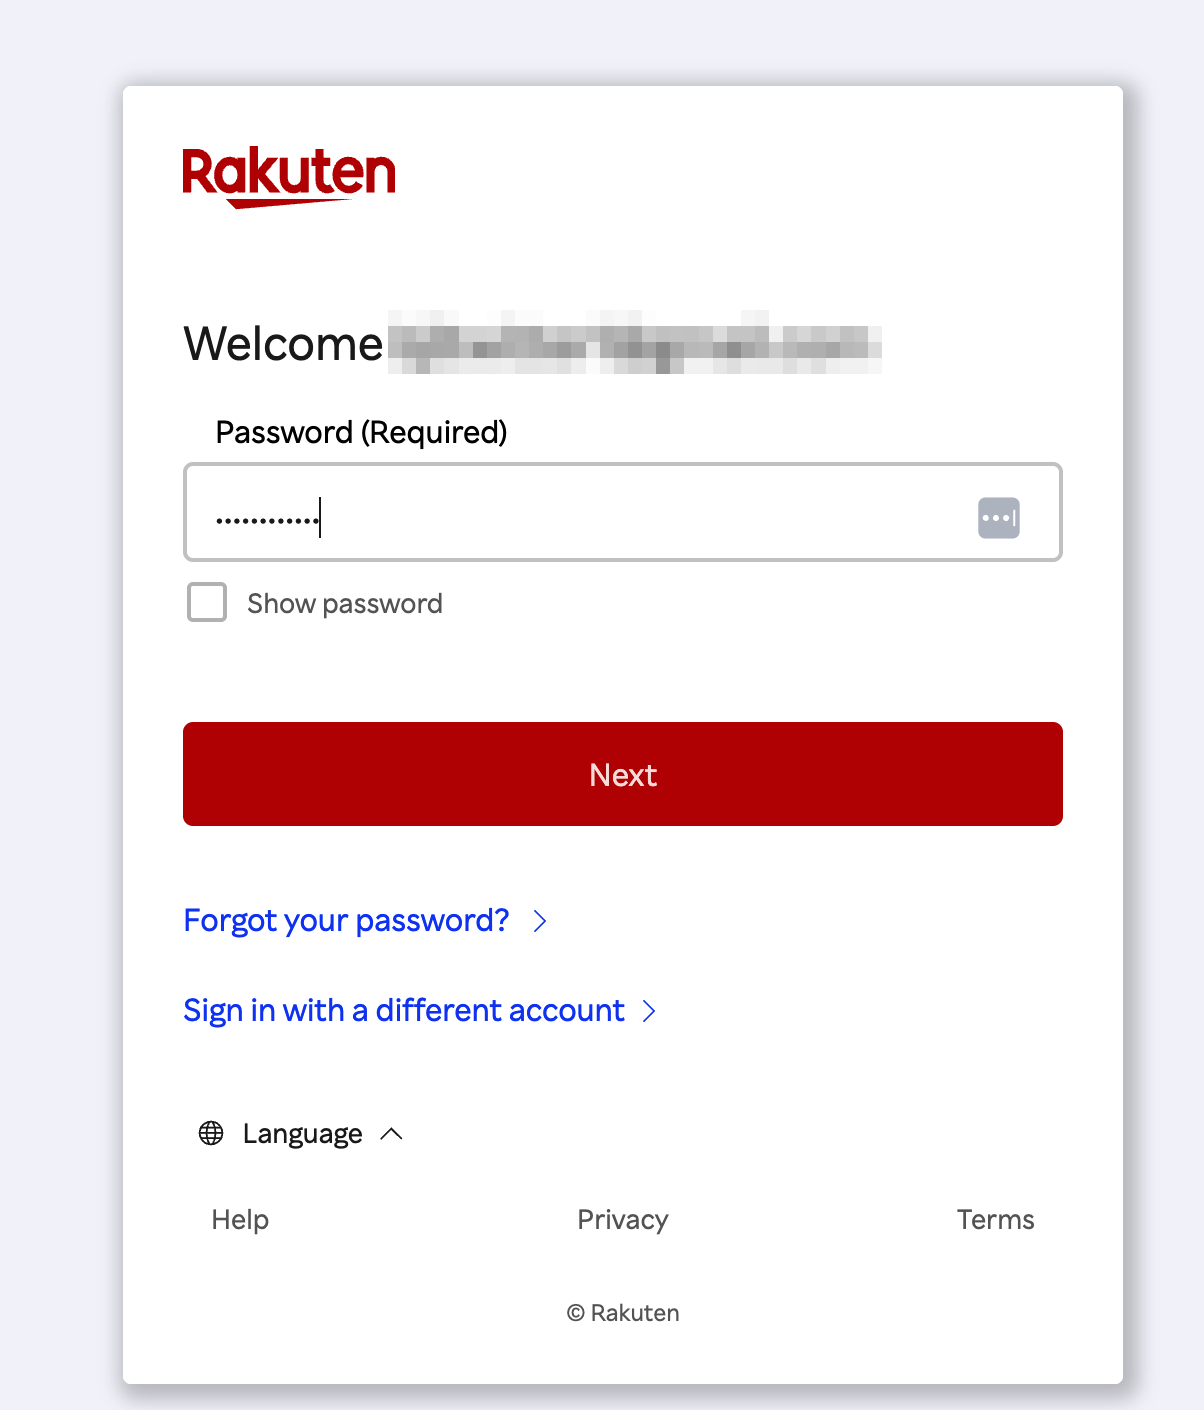 Rakuten
Welcome
Password (Required)
••••••••••••
Show password
Next
Forgot your password?
Sign in with a different account
Language
Help
Privacy
Terms
© Rakuten